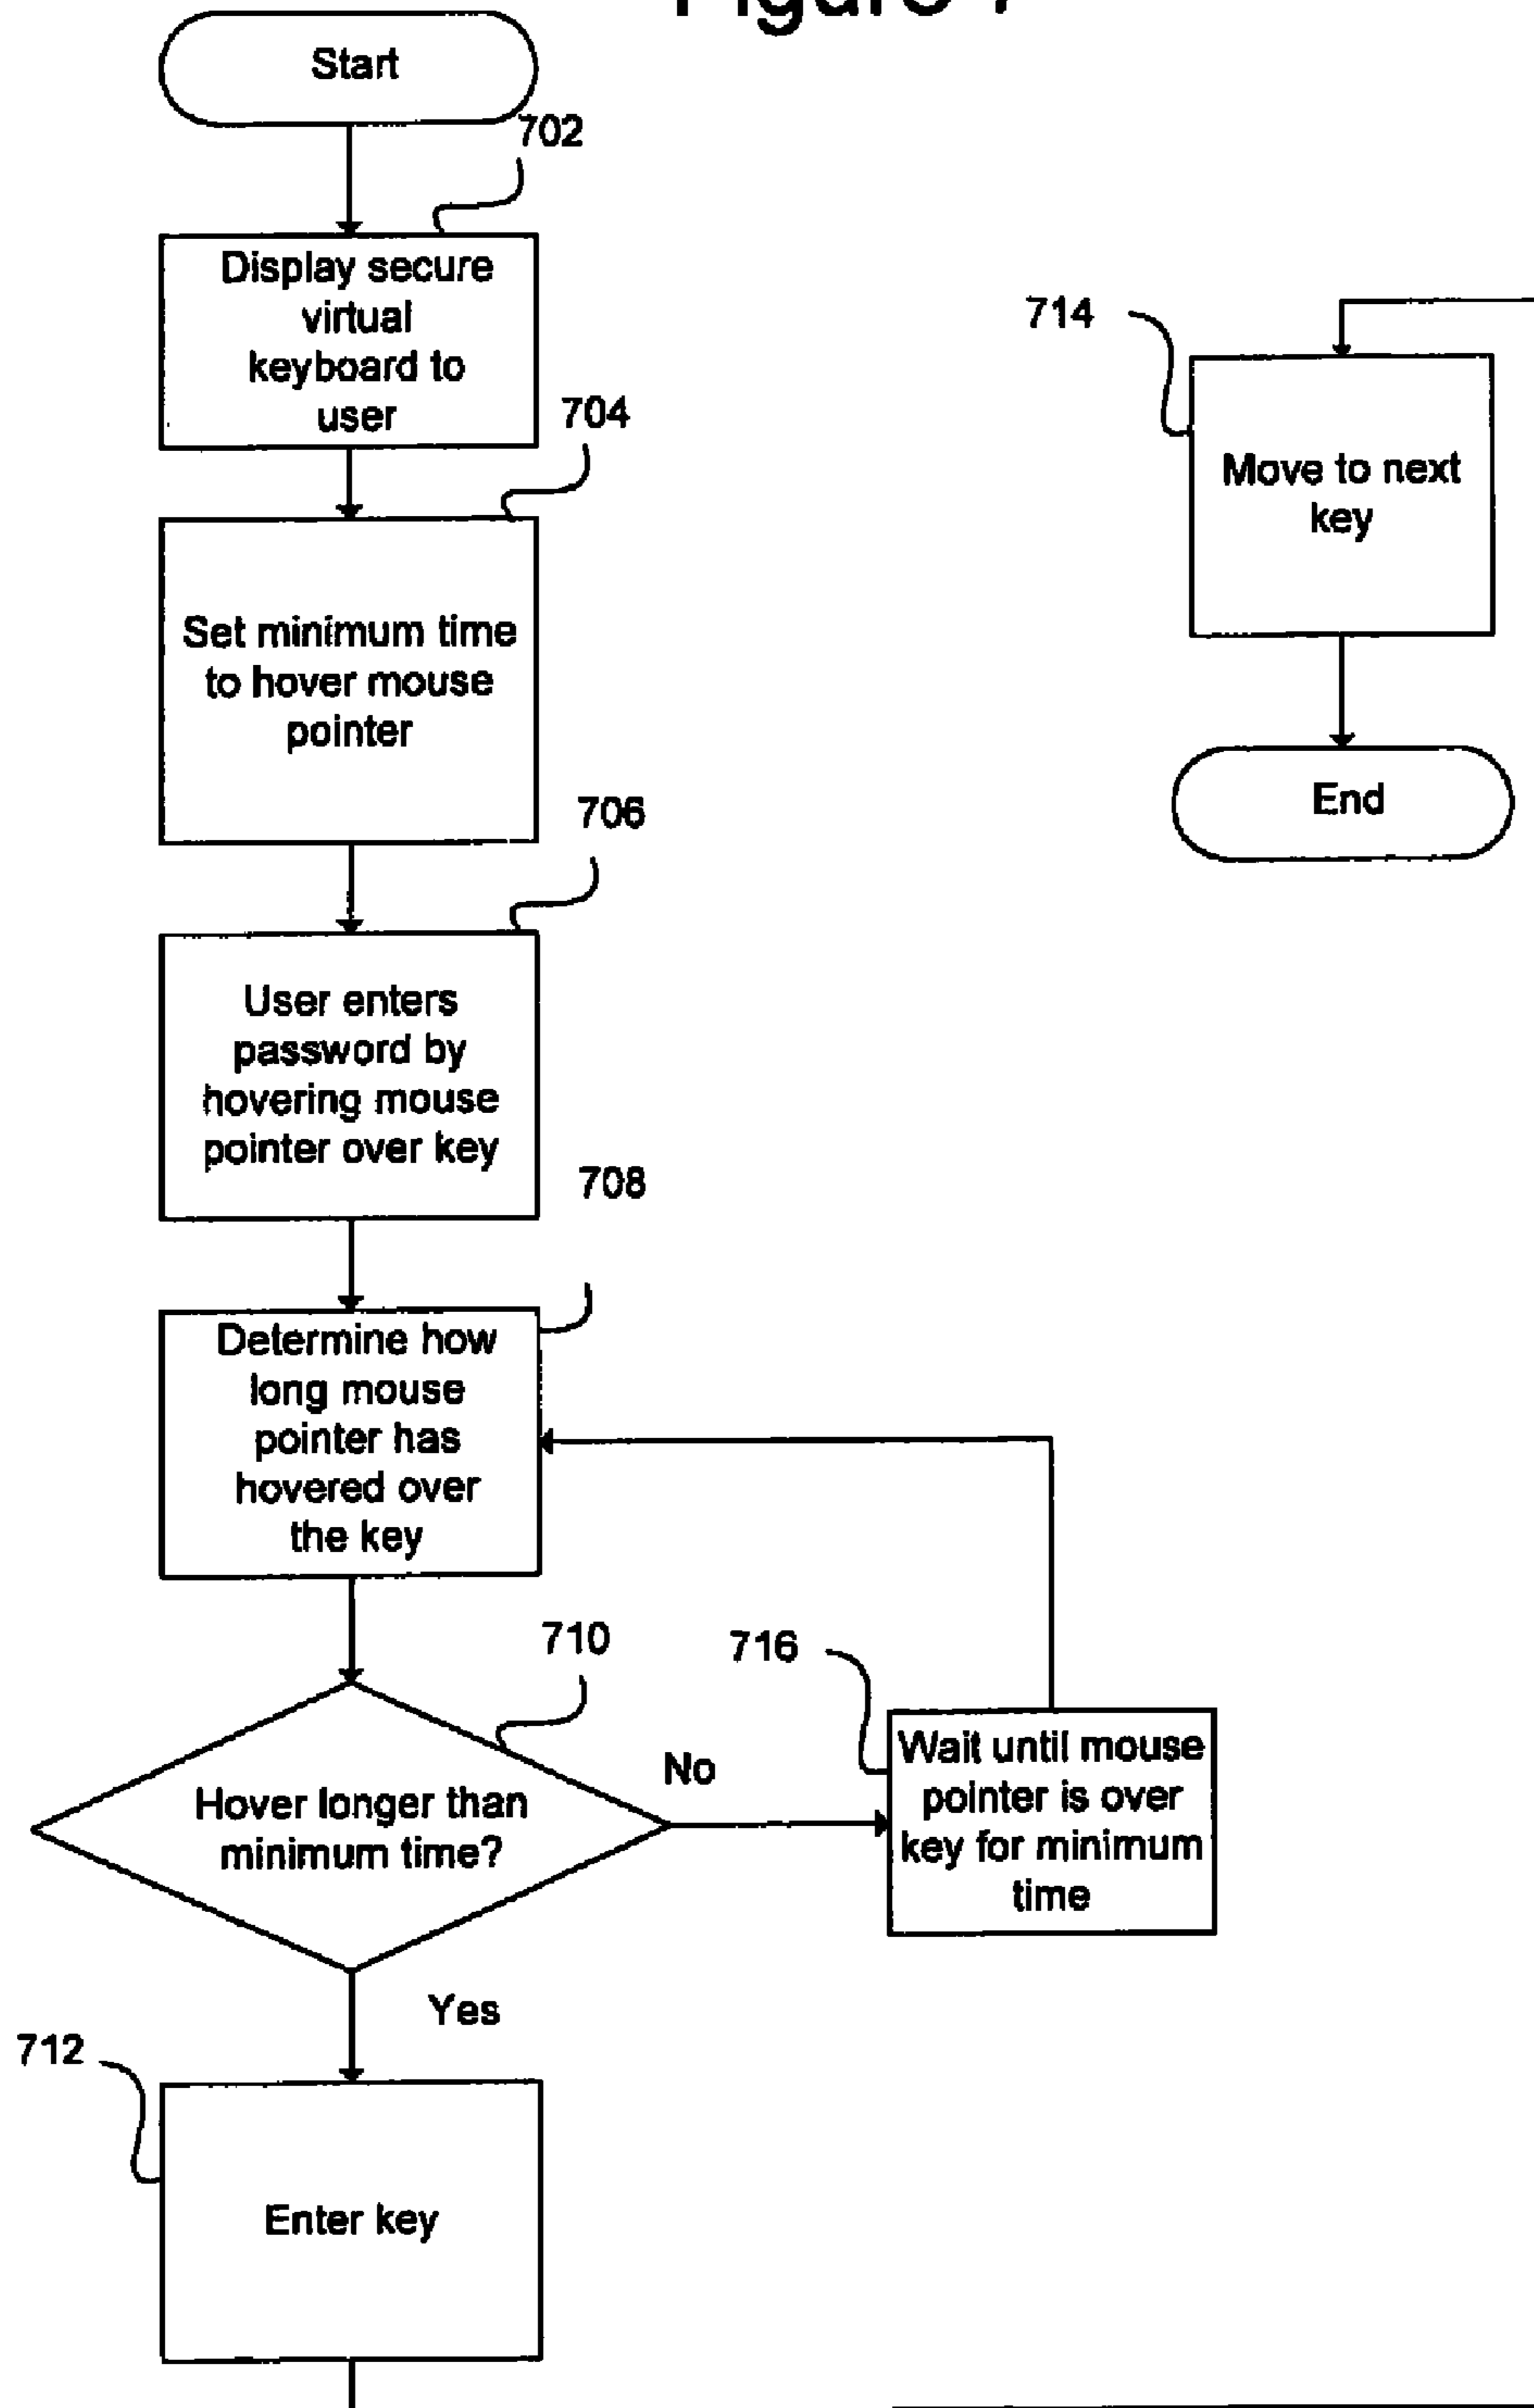 Start
702
Display secure
virtual
keyboard to
user
704
Set minimum time
to hover mouse
pointer
706
User enters
password by
hovering mouse
pointer over key
708
Determine how
long mouse
pointer has
hovered over
the key
710
Hover longer than
minimum time?
No
716
Wait until mouse
pointer is over
key for minimum
time
Yes
712
Enter key
714
Move to next
key
End